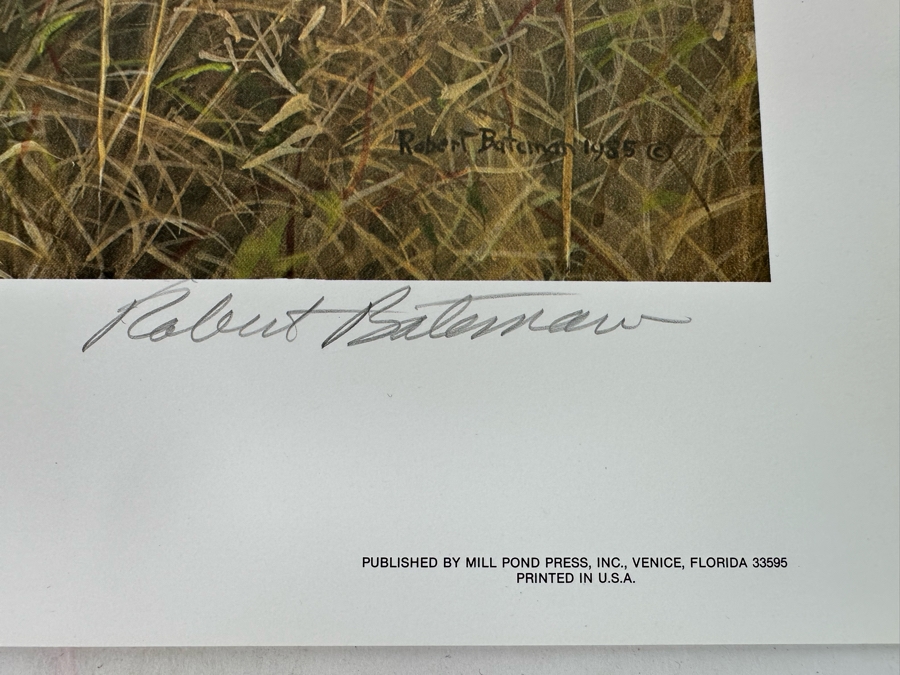 Robert Bateman 1985 ©
Robert Bateman
PUBLISHED BY MILL POND PRESS, INC., VENICE, FLORIDA 33595
PRINTED IN U.S.A.